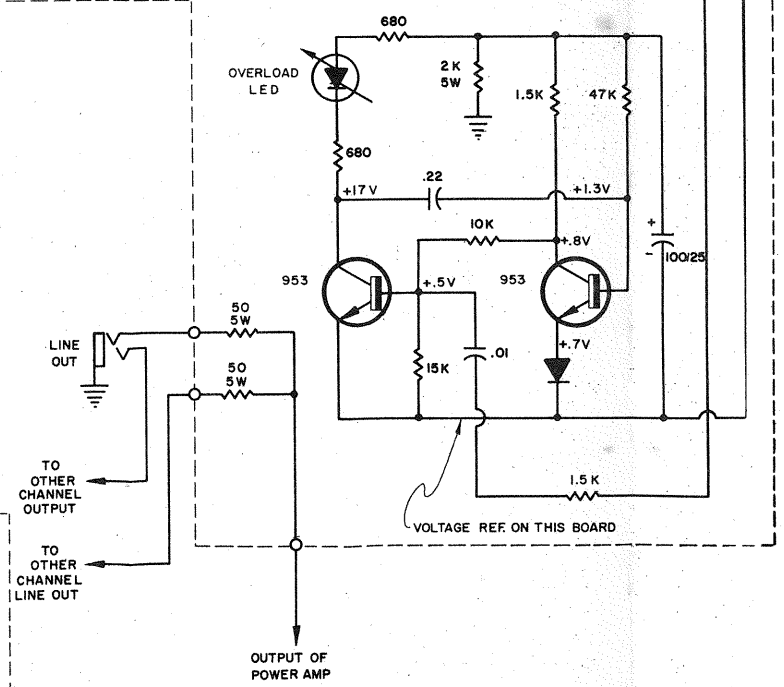 680
OVERLOAD
LED
2K
5W
1.5K
47K
680
+17V
.22
+1.3V
10K
+.8V
+
-
100/25
953
+.5V
953
50
5W
LINE
OUT
+.7V
.01
50
5W
15K
TO
OTHER
CHANNEL
OUTPUT
1.5K
VOLTAGE REF. ON THIS BOARD
TO
OTHER
CHANNEL
LINE OUT
OUTPUT OF
POWER AMP